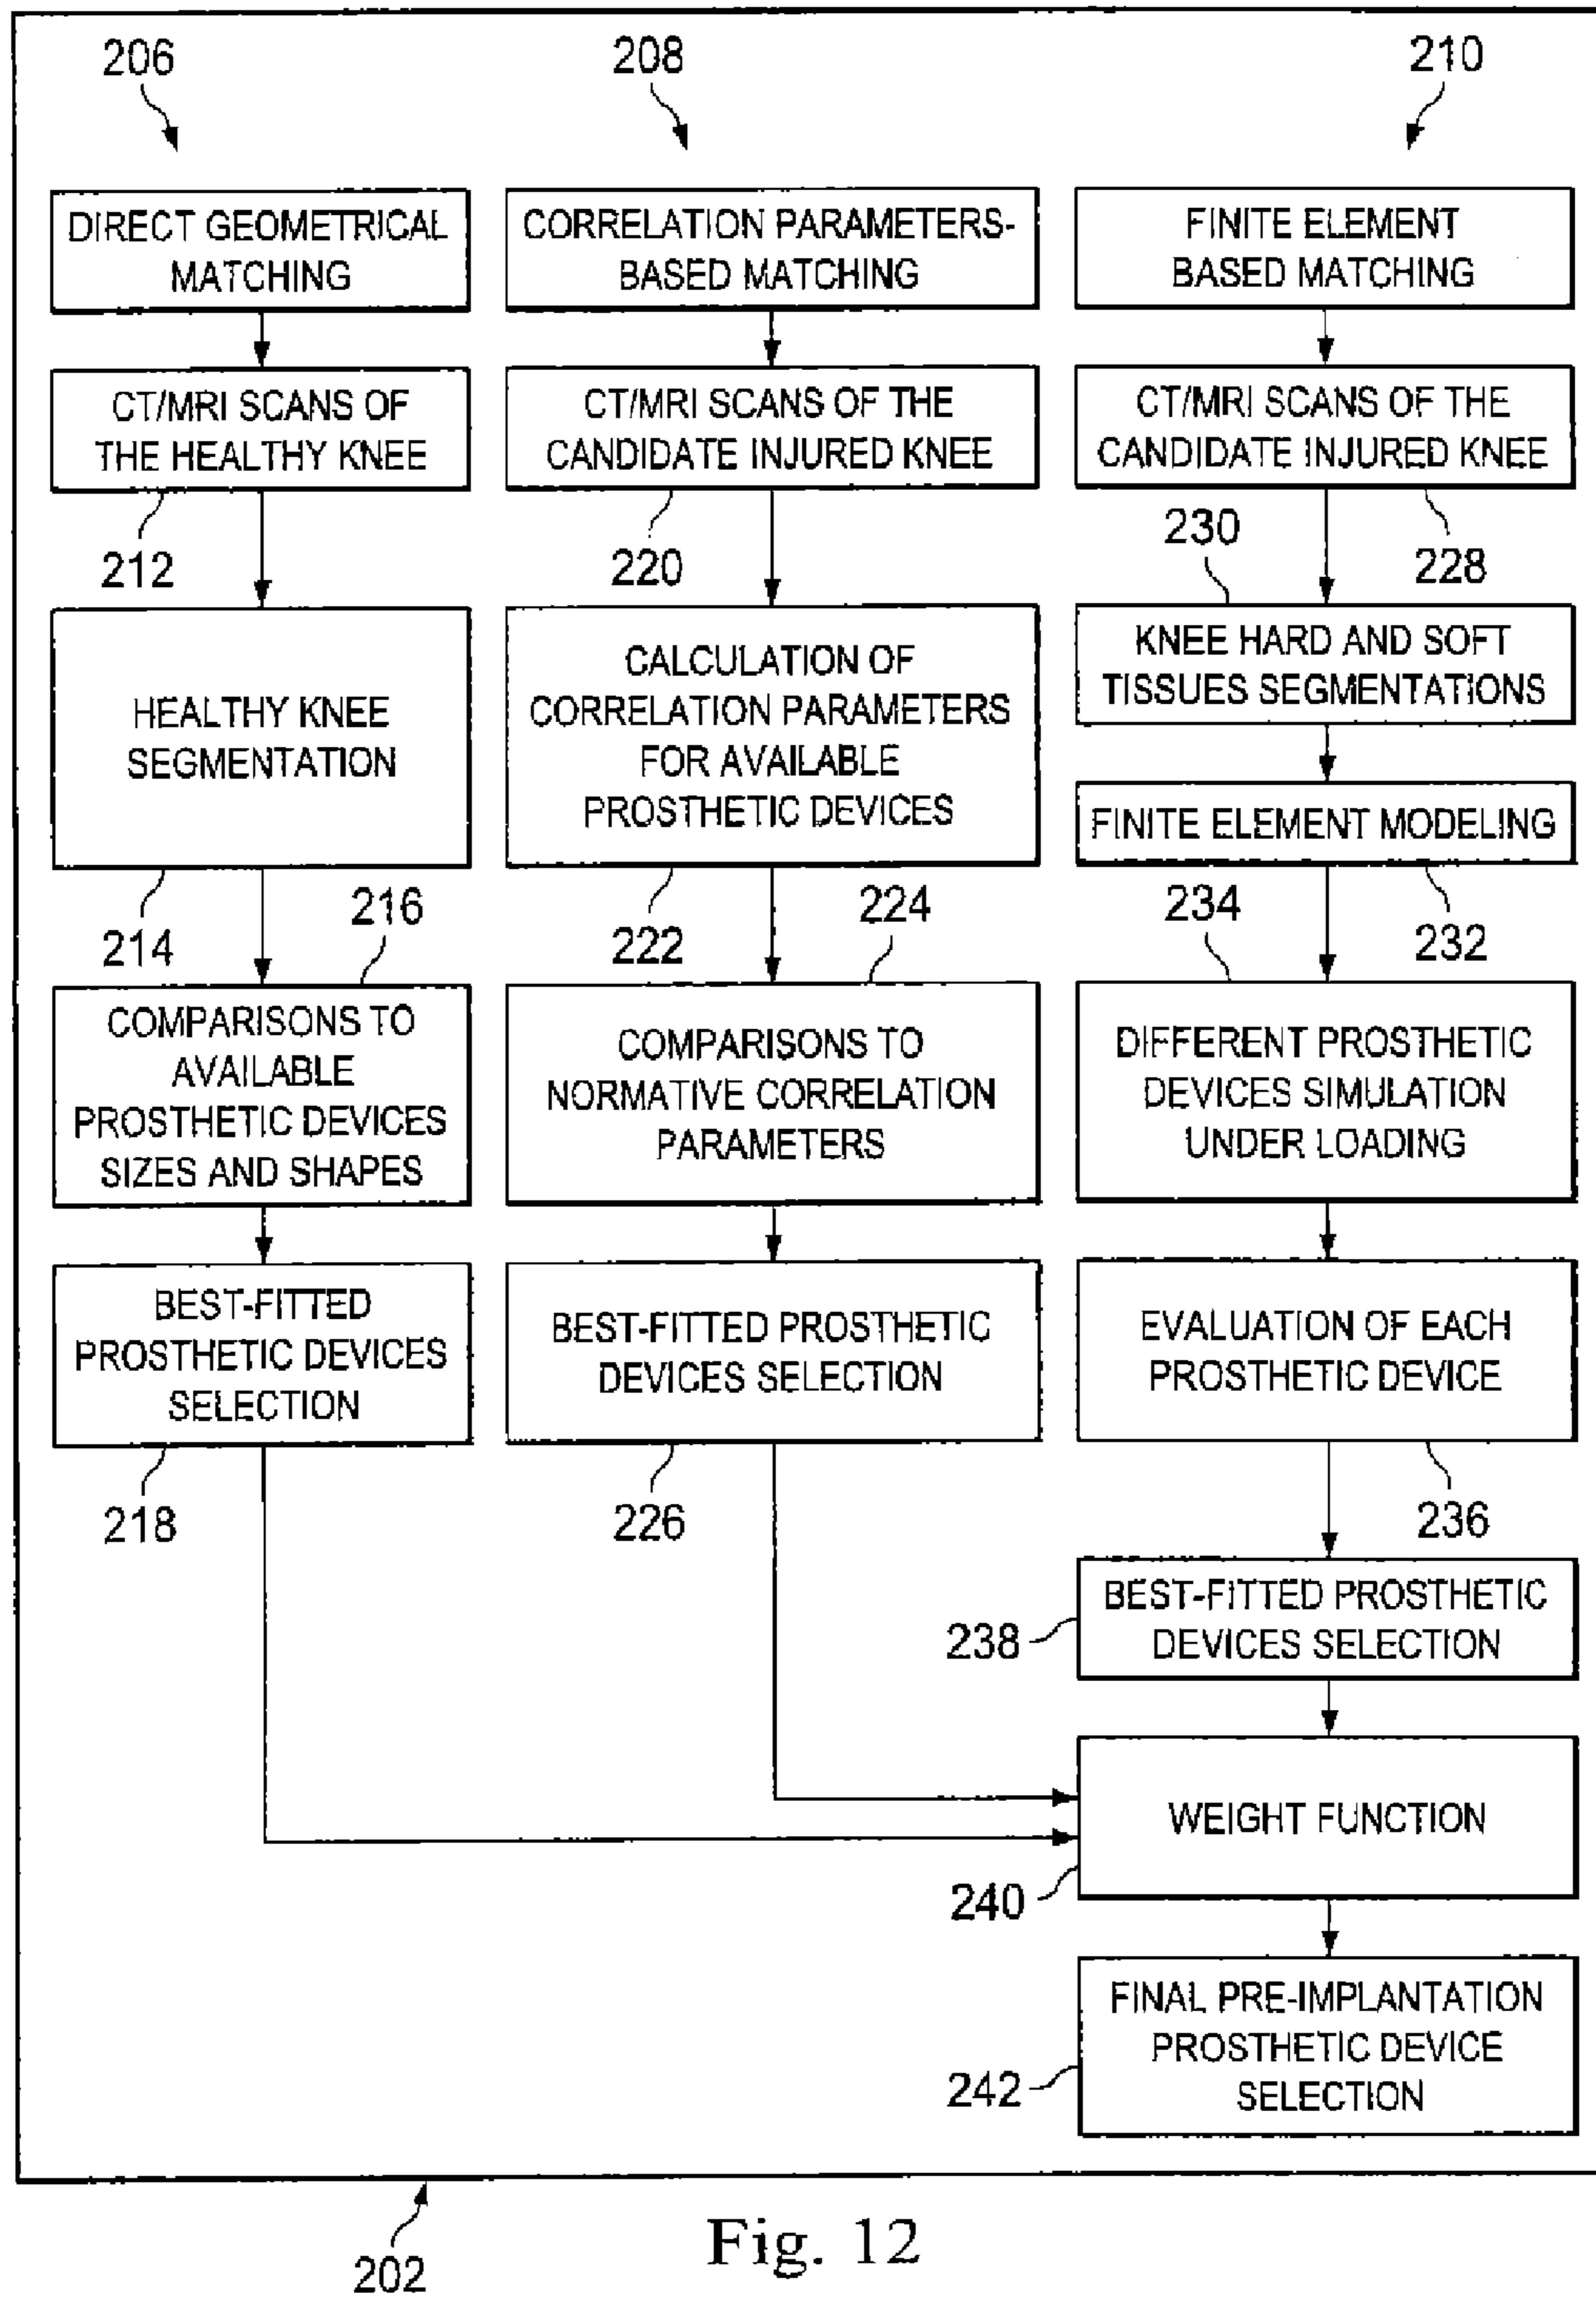 206
208
210
DIRECT GEOMETRICAL
MATCHING
CORRELATION PARAMETERS-
BASED MATCHING
FINITE ELEMENT
BASED MATCHING
CT/MRI SCANS OF
THE HEALTHY KNEE
CT/MRI SCANS OF THE
CANDIDATE INJURED KNEE
CT/MRI SCANS OF THE
CANDIDATE INJURED KNEE
212
220
230
228
HEALTHY KNEE
SEGMENTATION
CALCULATION OF
CORRELATION PARAMETERS
FOR AVAILABLE
PROSTHETIC DEVICES
KNEE HARD AND SOFT
TISSUES SEGMENTATIONS
FINITE ELEMENT MODELING
214
216
222
224
234
232
COMPARISONS TO
AVAILABLE
PROSTHETIC DEVICES
SIZES AND SHAPES
COMPARISONS TO
NORMATIVE CORRELATION
PARAMETERS
DIFFERENT PROSTHETIC
DEVICES SIMULATION
UNDER LOADING
BEST-FITTED
PROSTHETIC DEVICES
SELECTION
BEST-FITTED PROSTHETIC
DEVICES SELECTION
EVALUATION OF EACH
PROSTHETIC DEVICE
218
226
236
BEST-FITTED PROSTHETIC
DEVICES SELECTION
238
WEIGHT FUNCTION
240
FINAL PRE-IMPLANTATION
PROSTHETIC DEVICE
SELECTION
242
202
Fig. 12